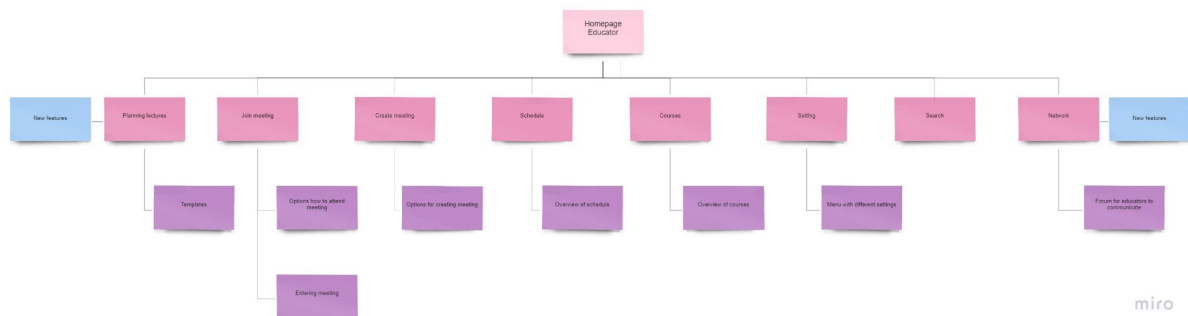 Homepage
Educator
New features
Planning lectures
Join meeting
Create meeting
Schedule
Courses
Setting
Search
Network
New features
Templates
Options how to attend
meeting
Options for creating meeting
Overview of schedule
Overview of courses
Menu with different settings
Forum for educators to
communicate
Entering meeting
miro